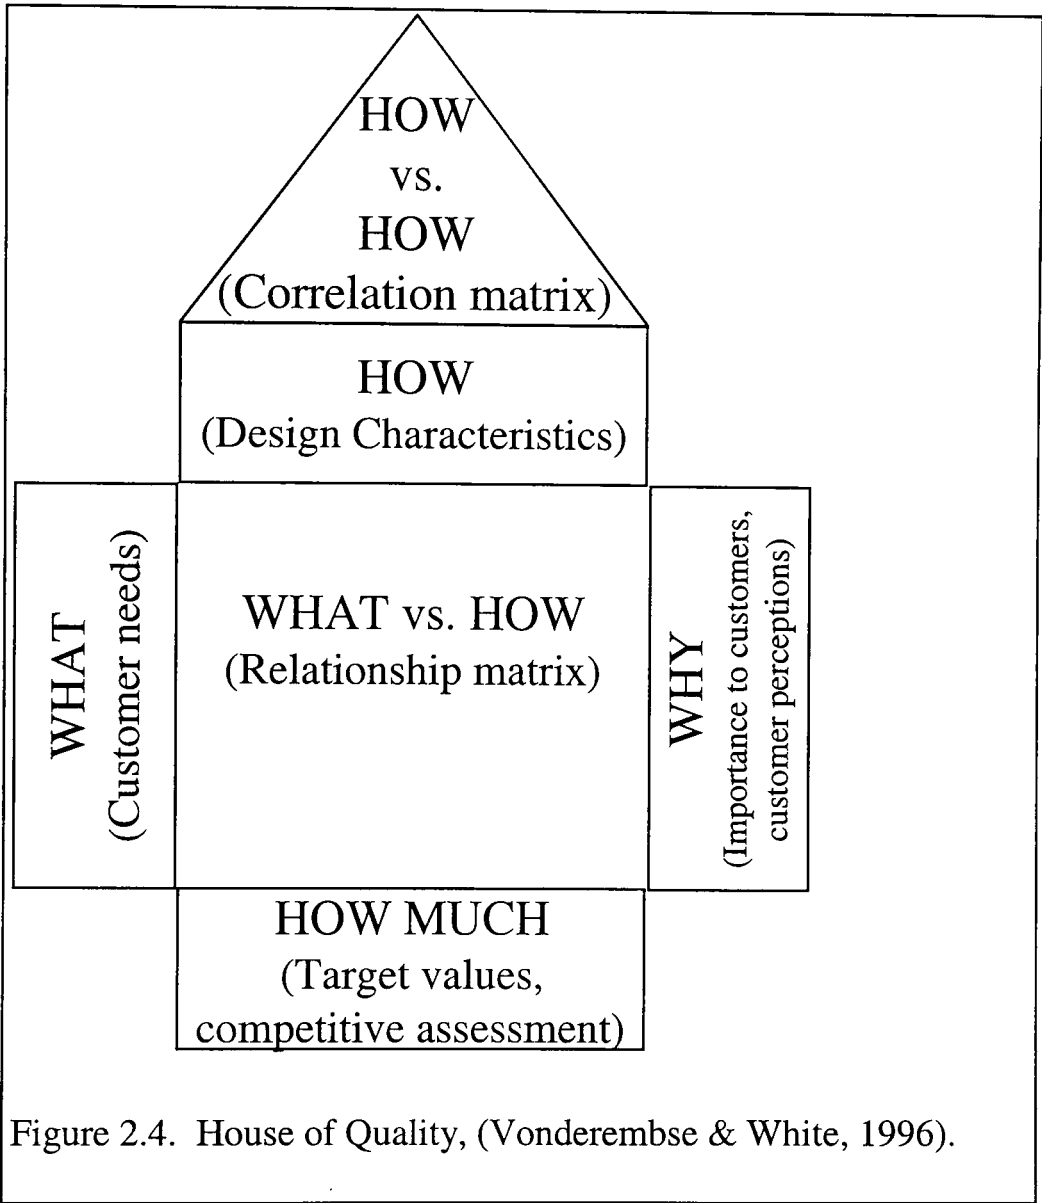 HOW
vs.
HOW
(Correlation matrix)
HOW
(Design Characteristics)
WHAT
(Customer needs)
WHAT vs. HOW
(Relationship matrix)
WHY
(Importance to customers,
customer perceptions)
HOW MUCH
(Target values,
competitive assessment)
Figure 2.4. House of Quality, (Vonderembse & White, 1996).